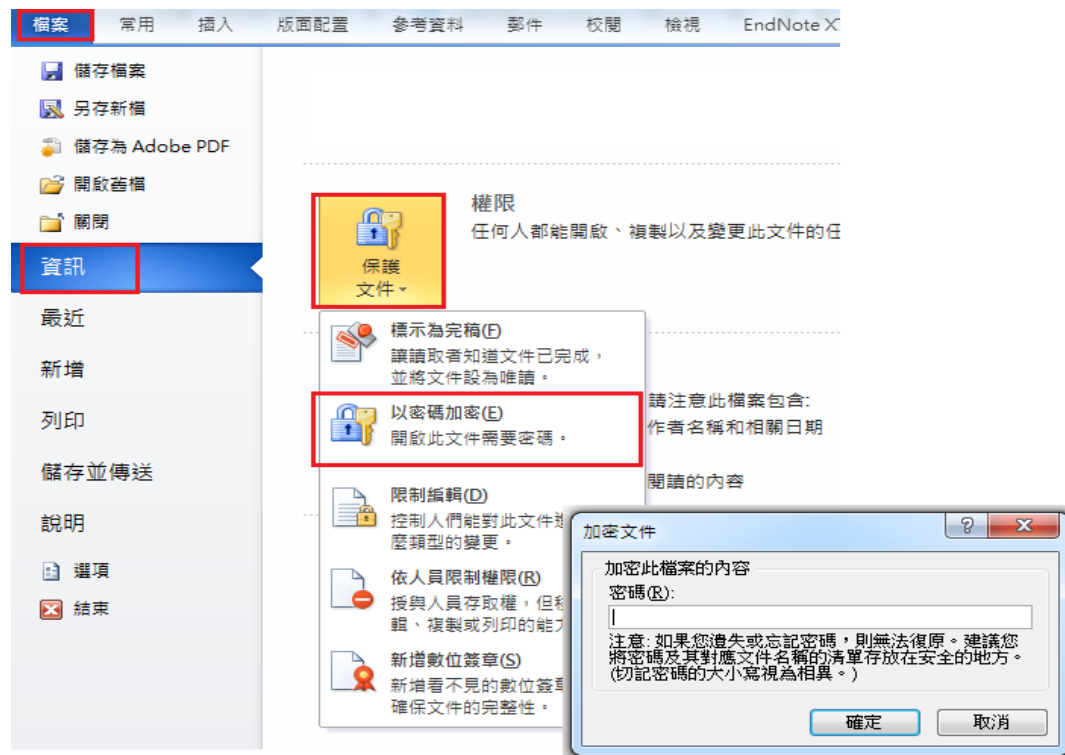 檔案 常用 插入 版面配置 參考資料 郵件 校閱 檢視 EndNote X
儲存檔案
另存新檔
儲存為 Adobe PDF
開啟舊檔
關閉
資訊
最近
新增
列印
儲存並傳送
說明
選項
結束
權限
任何人都能開啟、複製以及變更此文件的任
保護
文件
標示為完稿(F)
讓讀取者知道文件已完成，
並將文件設為唯讀。
以密碼加密(E)
開啟此文件需要密碼。
限制編輯(D)
控制人們能對此文件進
麼類型的變更。
依人員限制權限(R)
授與人員存取權，但移
輯、複製或列印的能力
新增數位簽章(S)
新增看不見的數位簽章
確保文件的完整性。
請注意此檔案包含:
作者名稱和相關日期
閱讀的內容
加密文件
加密此檔案的內容
密碼(R):
注意: 如果您遺失或忘記密碼，則無法復原。建議您
將密碼及其對應文件名稱的清單存放在安全的地方。
(切記密碼的大小寫視為相異。)
確定 取消